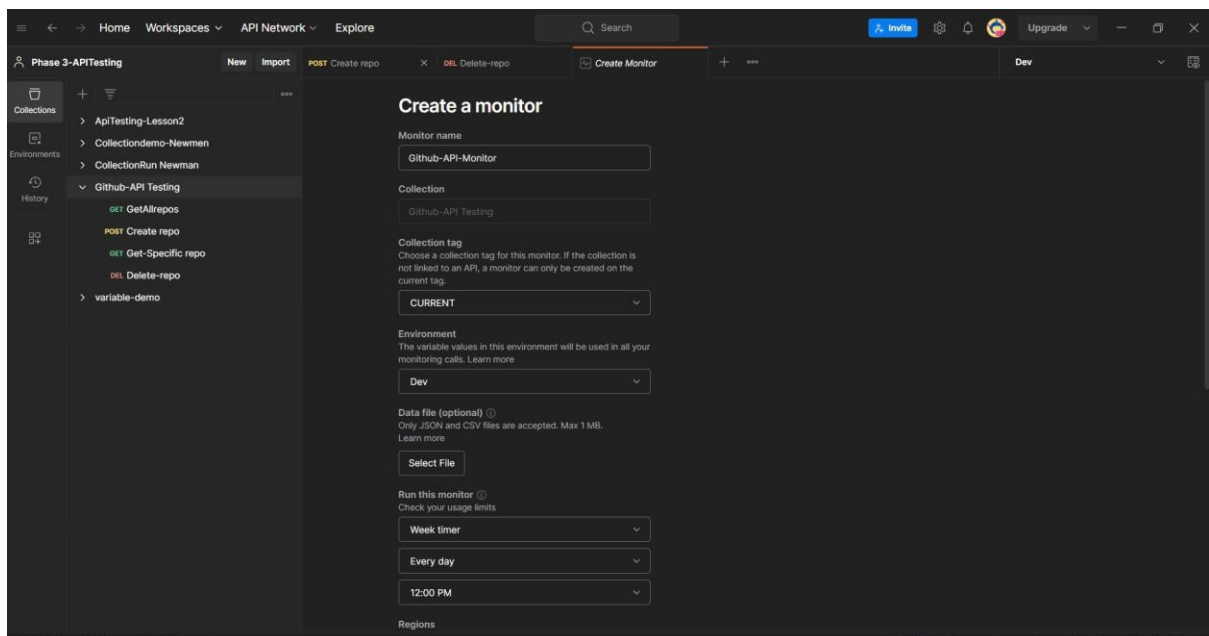 Home Workspaces API Network Explore Search Invite Upgrade
Phase 3-APITesting New Import POST Create repo DEL Delete-repo Create Monitor Dev
Collections
Environments
History
ApiTesting-Lesson2
Collectiondemo-Newmen
CollectionRun Newman
Github-API Testing
GET GetAllrepos
POST Create repo
GET Get-Specific repo
DEL Delete-repo
variable-demo
Create a monitor
Monitor name
Github-API-Monitor
Collection
Github-API Testing
Collection tag
Choose a collection tag for this monitor. If the collection is
not linked to an API, a monitor can only be created on the
current tag.
CURRENT
Environment
The variable values in this environment will be used in all your
monitoring calls. Learn more
Dev
Data file (optional)
Only JSON and CSV files are accepted. Max 1 MB.
Learn more
Select File
Run this monitor
Check your usage limits
Week timer
Every day
12:00 PM
Regions